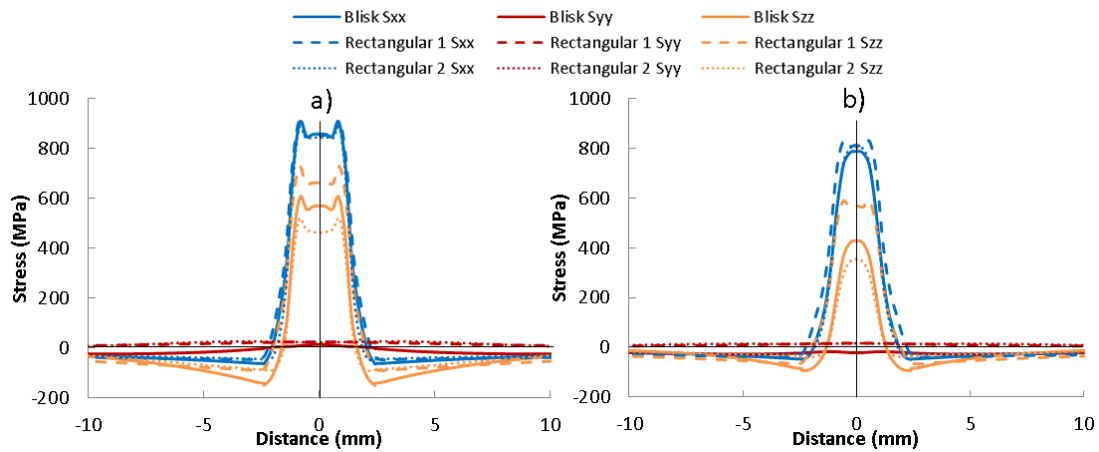 Blisk Sxx Blisk Syy Blisk Szz
Rectangular 1 Sxx Rectangular 1 Syy Rectangular 1 Szz
Rectangular 2 Sxx Rectangular 2 Syy Rectangular 2 Szz
a)
1000
800
600
400
200
0
-200
Stress (MPa)
-10 -5 0 5 10
Distance (mm)
b)
1000
800
600
400
200
0
-200
Stress (MPa)
-10 -5 0 5 10
Distance (mm)